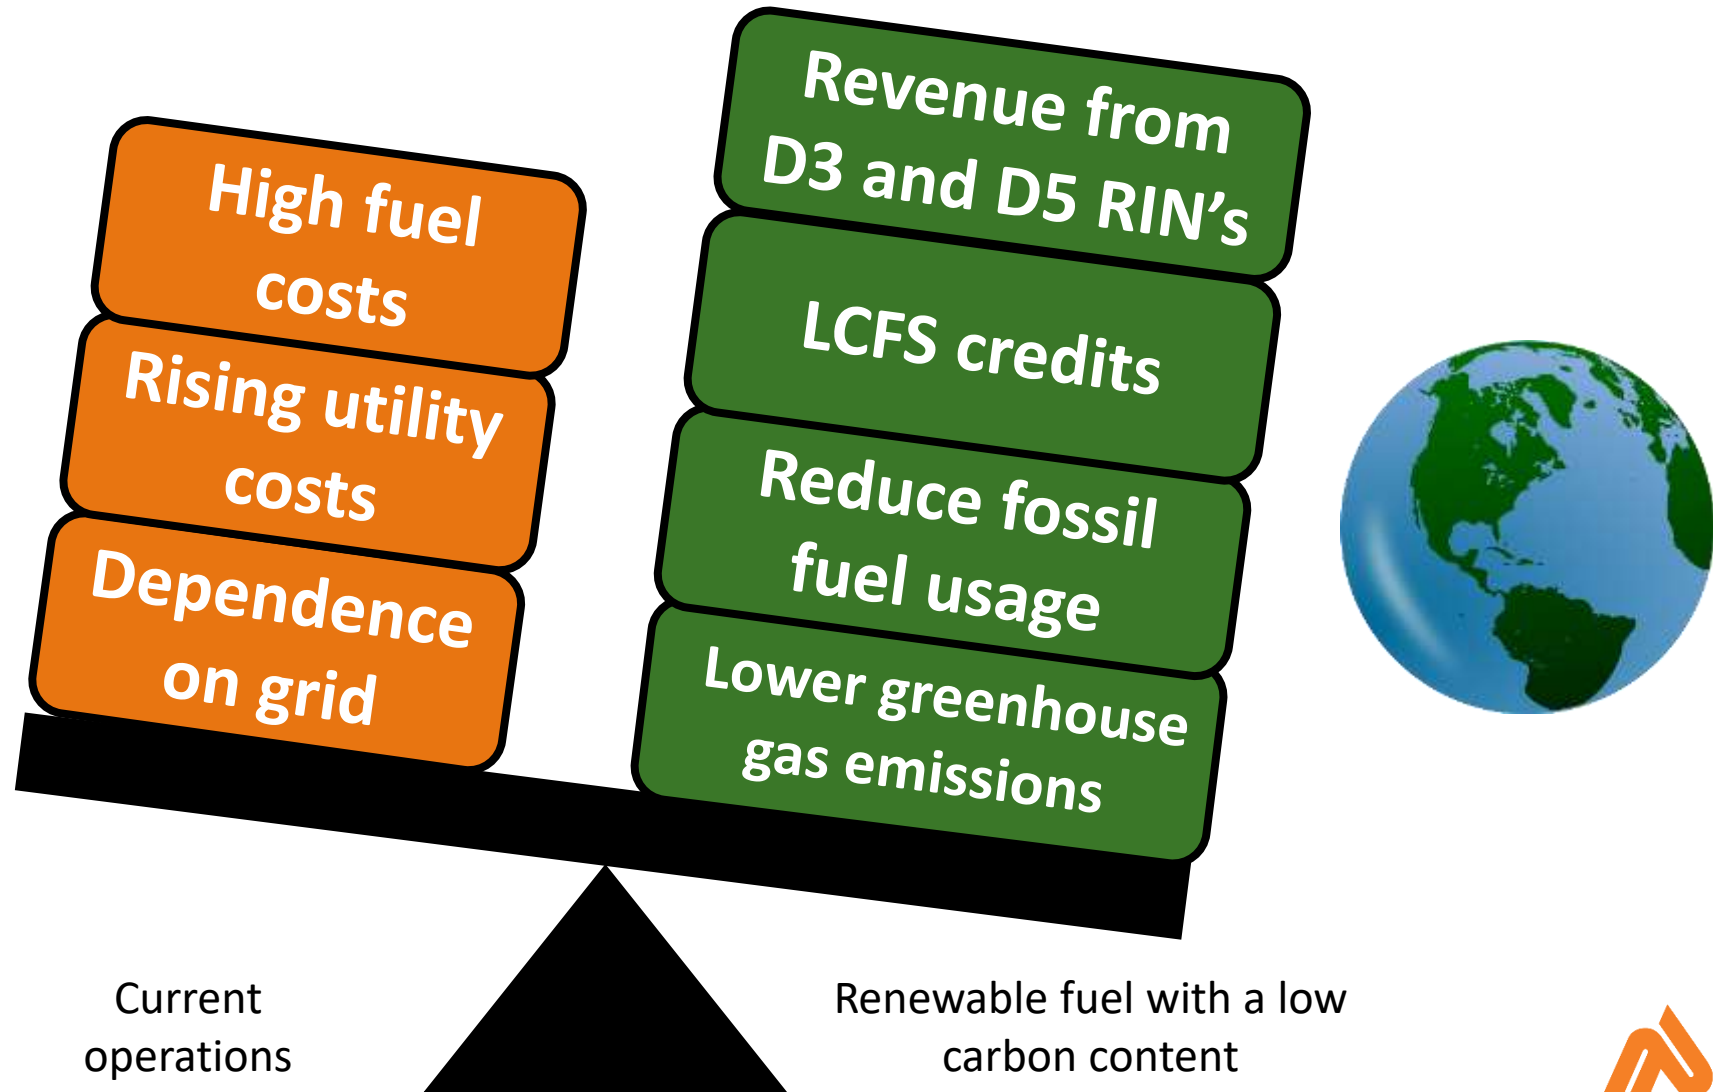 High fuel
costs
Rising utility
costs
Dependence
on grid
Revenue from
D3 and D5 RIN’s
LCFS credits
Reduce fossil
fuel usage
Lower greenhouse
gas emissions
Current
operations
Renewable fuel with a low
carbon content